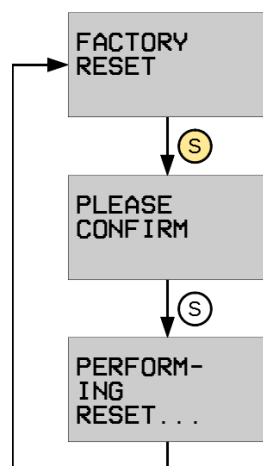 FACTORY
RESET
S
PLEASE
CONFIRM
S
PERFORM-
ING
RESET...